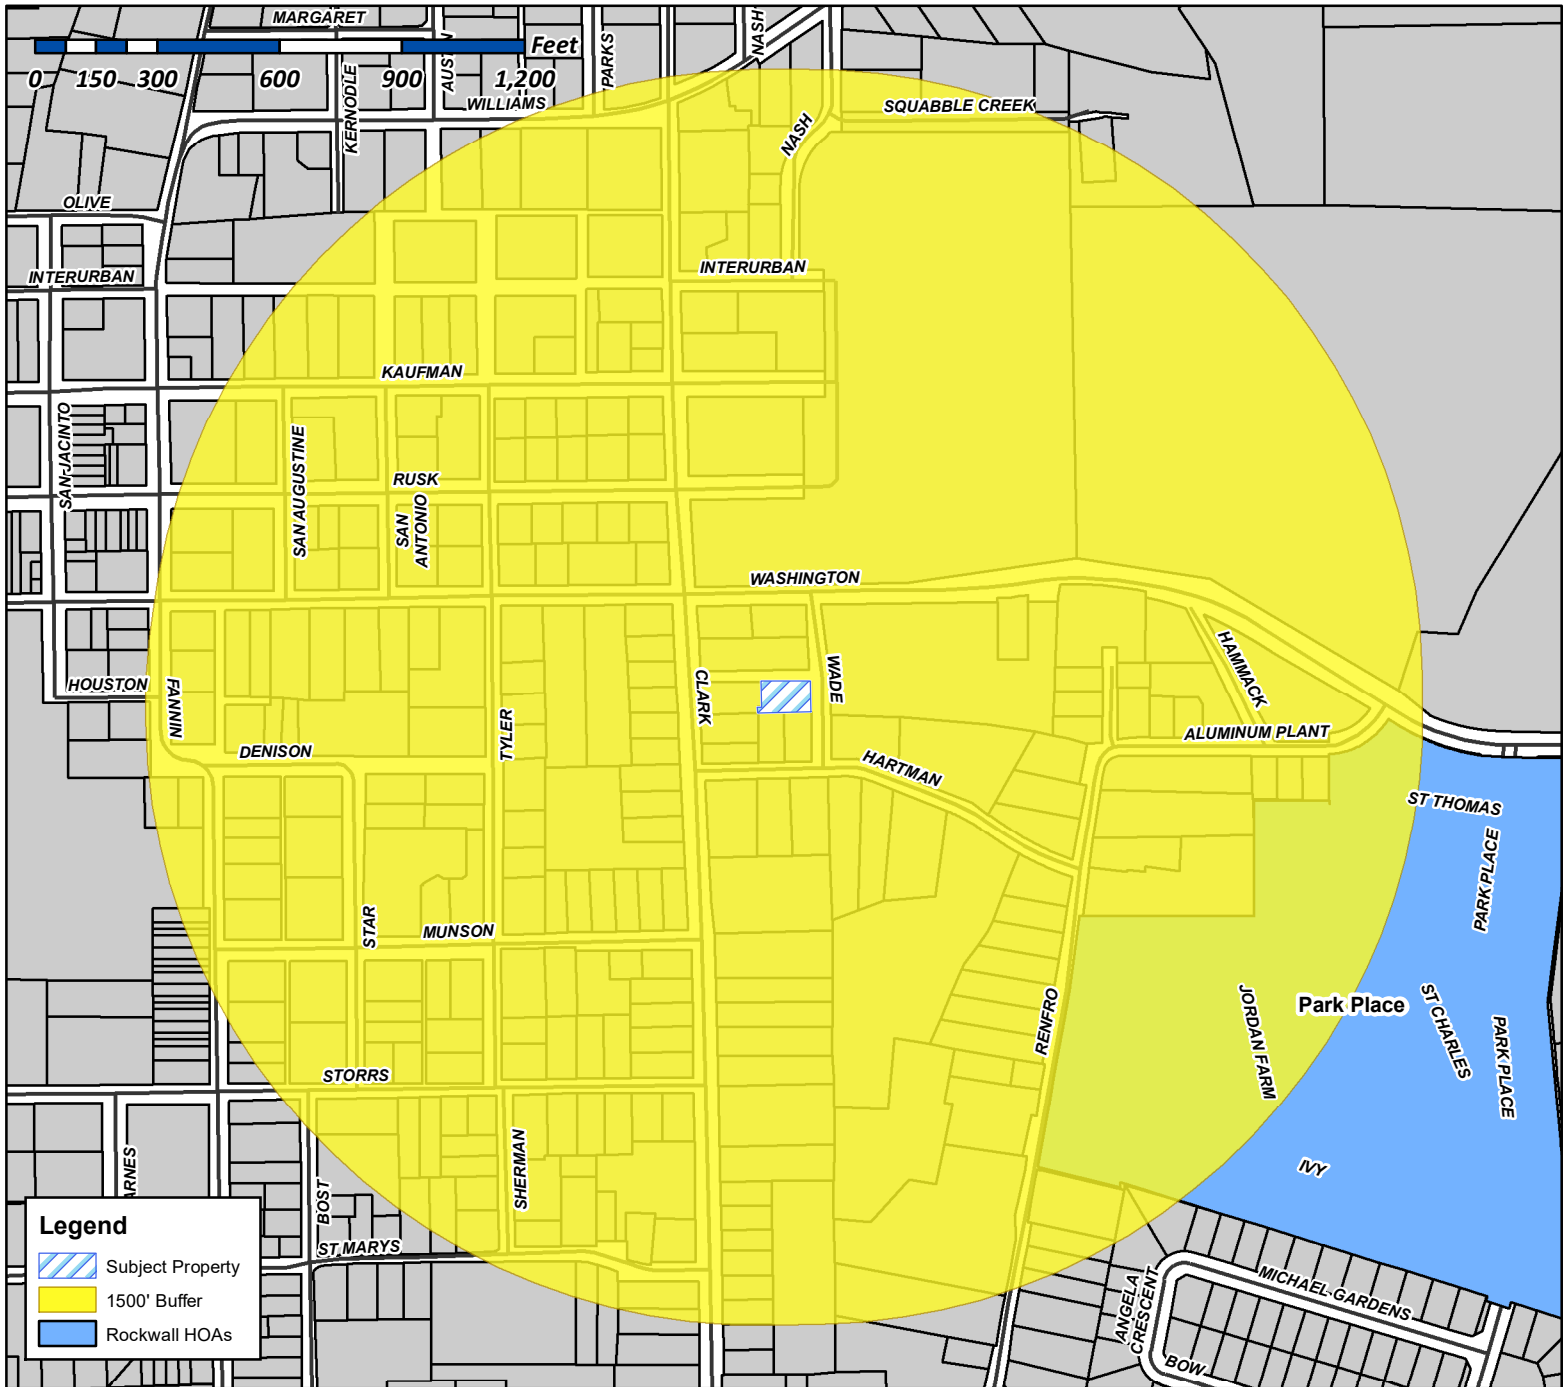 MARGARET
Feet
0 150 300 600 900 1,200
KERNODLE
AUSTIN
PARKS
NASH
WILLIAMS
SQUABBLE CREEK
NASH
OLIVE
INTERURBAN
INTERURBAN
KAUFMAN
SAN JACINTO
SAN AUGUSTINE
RUSK
SAN
ANTONIO
WASHINGTON
HOUSTON
FANNIN
CLARK
WADE
HAMMACK
TYLER
DENISON
ALUMINUM PLANT
HARTMAN
ST THOMAS
PARK PLACE
STAR
MUNSON
RENFRO
JORDAN FARM
Park Place
ST CHARLES
PARK PLACE
STORRS
SHERMAN
ARNES
BOST
IVY
ST MARYS
ANGELA
CRESCENT
MICHAEL GARDENS
BOW
Legend
Subject Property
1500' Buffer
Rockwall HOAs